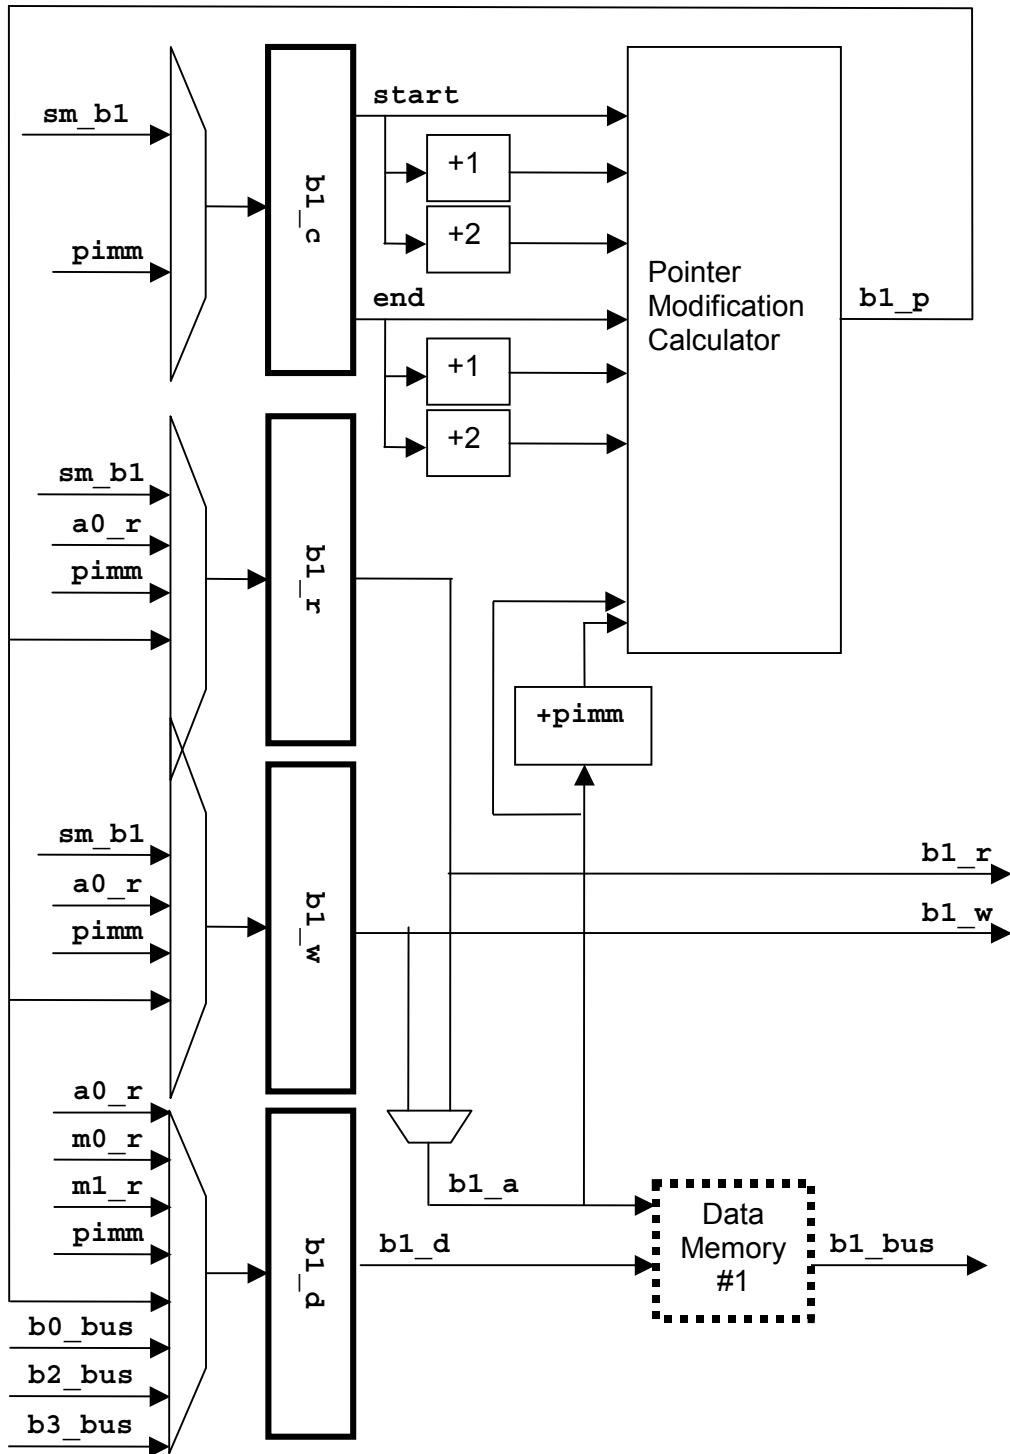 start
sm_b1
+1
b1_c
+2
pimm
Pointer
Modification
Calculator
end
b1_p
+1
+2
sm_b1
a0_r
pimm
b1_r
+pimm
sm_b1
a0_r
pimm
b1_w
b1_r
b1_w
a0_r
m0_r
m1_r
pimm
b1_d
b1_a
b1_d
Data
Memory
#1
b1_bus
b0_bus
b2_bus
b3_bus